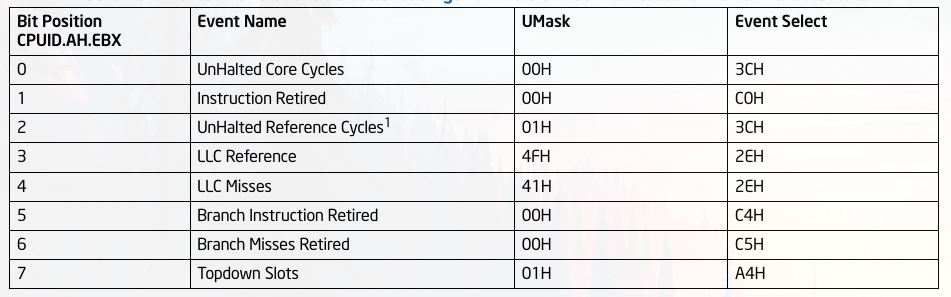 Bit Position UMask Event Select
CPUID.AH.EBX Event Name
0 UnHalted Core Cycles 00H 3CH
1 Instruction Retired 00H C0H
2 UnHalted Reference Cycles1 01H 3CH
3 LLC Reference 4FH 2EH
4 LLC Misses 41H 2EH
5 Branch Instruction Retired 00H C4H
6 Branch Misses Retired 00H C5H
7 Topdown Slots 01H A4H